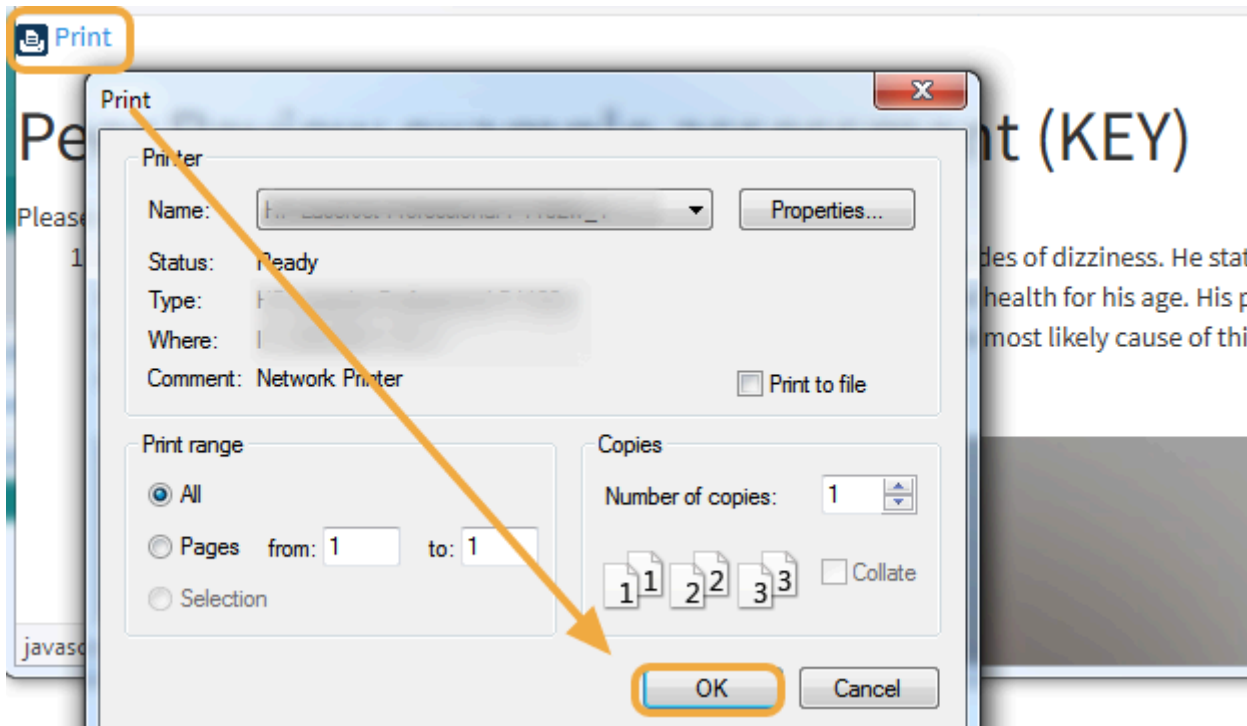 Print
Print
Pe nt (KEY)
Printer
Name:
Properties...
Please
1
Status: Ready
des of dizziness. He stat
Type:
health for his age. His p
Where:
most likely cause of thi
Comment: Network Printer
Print to file
Print range
Copies
All
Number of copies: 1
Pages from: 1 to: 1
1 1 2 2 3 3
Collate
Selection
javasc
OK Cancel